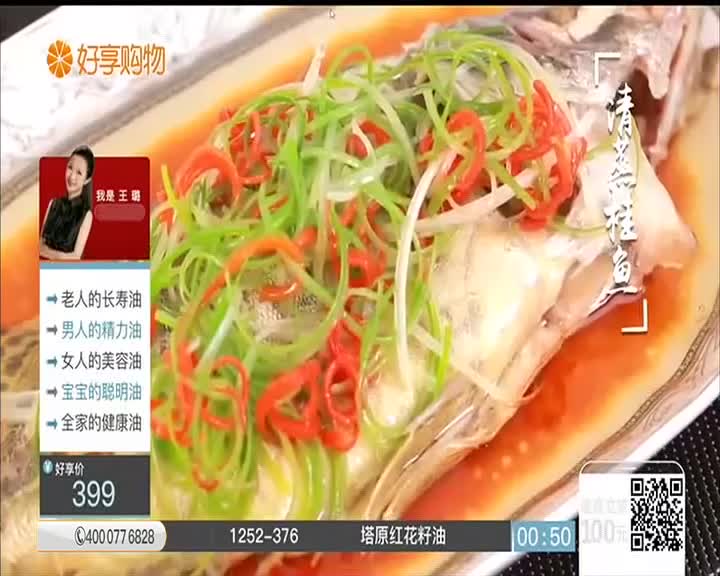 好享购物
清蒸桂鱼
我是 王 璐
老人的长寿油
男人的精力油
女人的美容油
宝宝的聪明油
全家的健康油
好享价
399
400 077 6828
1252-376
塔原红花籽油
00:50
100元